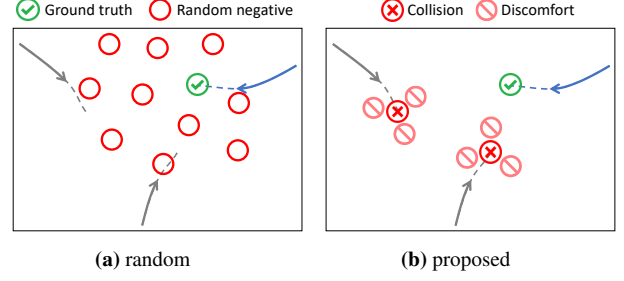 Ground truth Random negative
Collision Discomfort
(a) random
(b) proposed